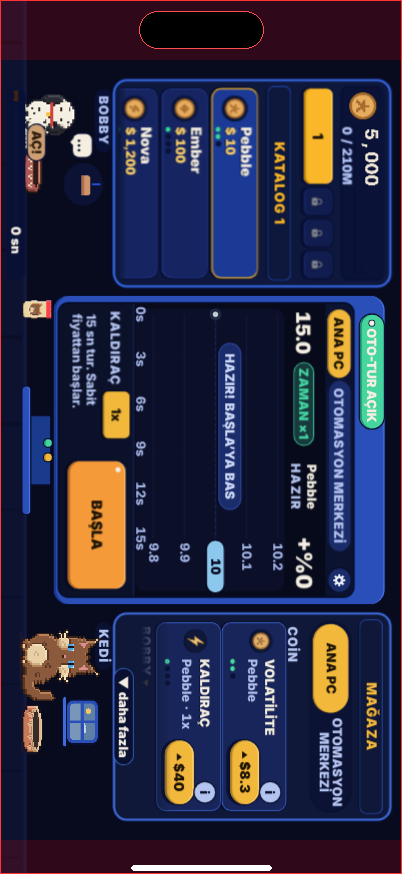 5,000
0 / 210M
1
KATALOG 1
Pebble
$ 10
Ember
$ 100
Nova
$ 1,200
BOBBY
AÇ!
0 sn
OTO-TUR AÇIK
ANA PC
OTOMASYON MERKEZİ
15.0
ZAMAN ×1
Pebble
HAZIR
+%0
HAZIR! BAŞLA'YA BAS
10.2
10.1
10
9.9
9.8
0s 3s 6s 9s 12s 15s
KALDIRAÇ
1x
15 sn tur. Sabit
fiyattan başlar.
BAŞLA
MAĞAZA
ANA PC
OTOMASYON
MERKEZİ
COİN
VOLATİLİTE
Pebble
i
$8.3
KALDIRAÇ
Pebble · 1x
i
$40
BOBBY
daha fazla
KEDİ